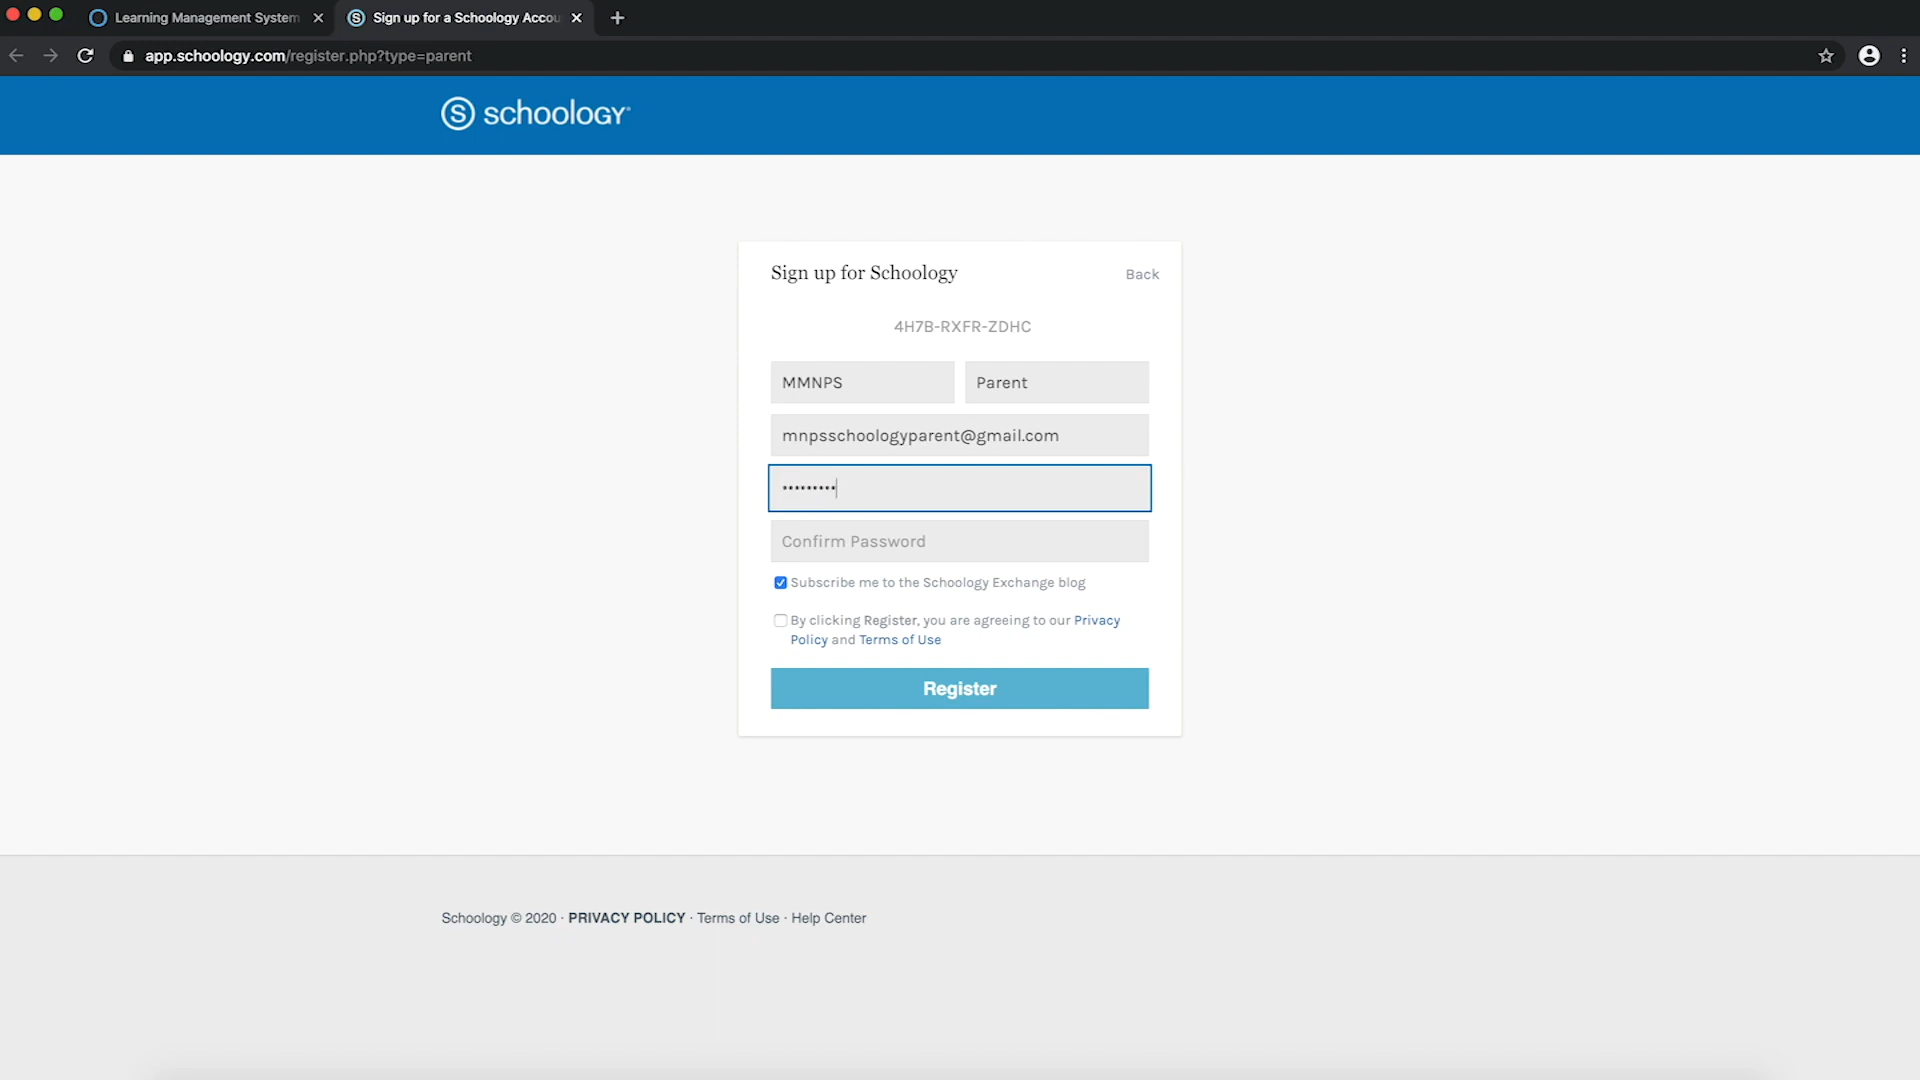 Learning Management System
Sign up for a Schoology Accou
app.schoology.com/register.php?type=parent
schoology
Sign up for Schoology
Back
4H7B-RXFR-ZDHC
MMNPS
Parent
mnpsschoologyparent@gmail.com
•••••••••
Confirm Password
Subscribe me to the Schoology Exchange blog
By clicking Register, you are agreeing to our Privacy
Policy and Terms of Use
Register
Schoology © 2020 · PRIVACY POLICY · Terms of Use · Help Center